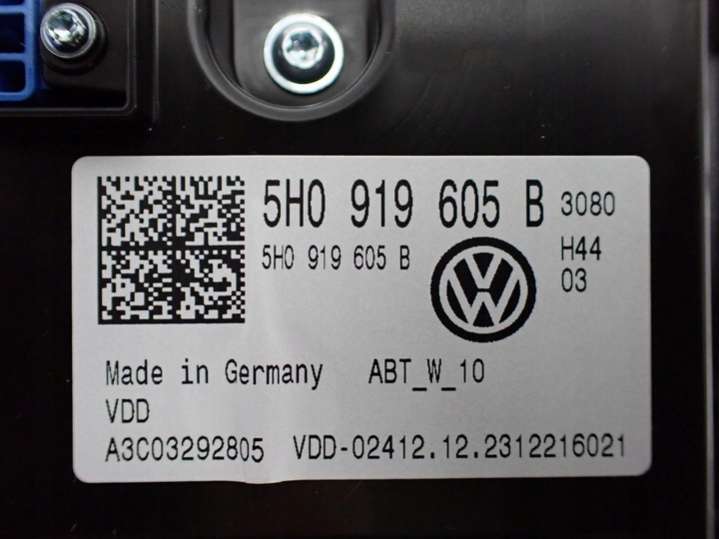 5H0 919 605 B 3080
5H0 919 605 B H44
03
Made in Germany ABT_W_10
VDD
A3C03292805 VDD-02412.12.2312216021